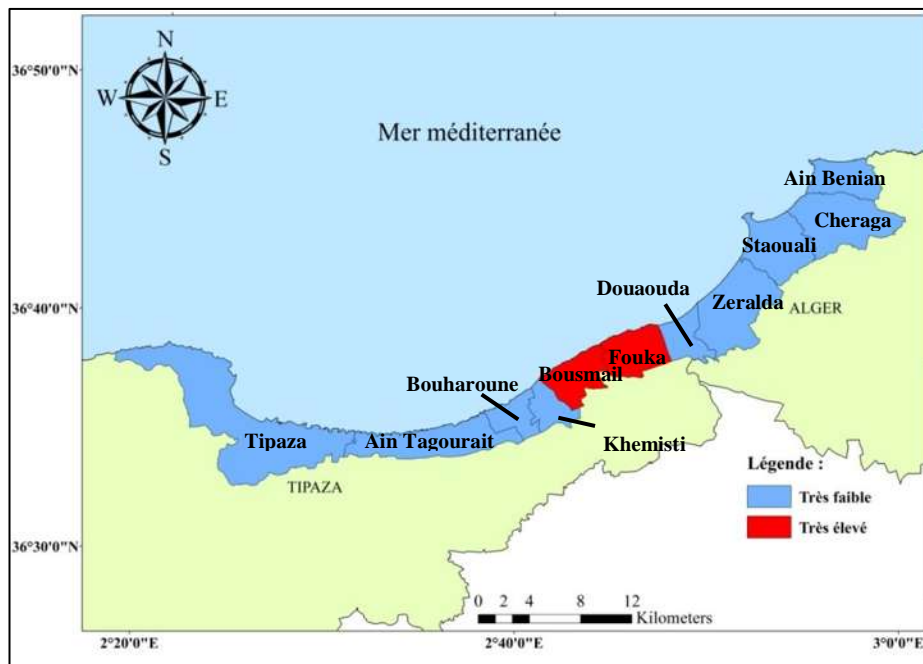 36°50'0"N
N
W
E
S
Mer méditerranée
Ain Benian
Cheraga
Staouali
Douaouda
Zeralda
36°40'0"N
ALGER
Fouka
Bousmail
Bouharoune
Tipaza
Ain Tagourait
Khemisti
Légende :
TIPAZA
Très faible
Très élevé
36°30'0"N
0 2 4 8 12
Kilometers
2°20'0"E
2°40'0"E
3°0'0"E